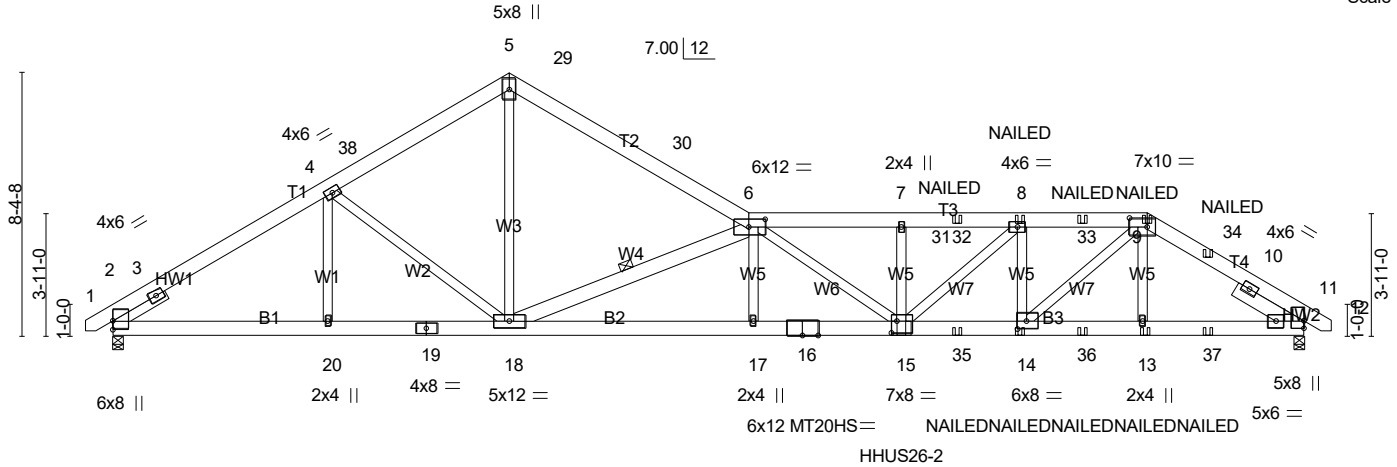 Scale
5x8 ||
5
29
7.00 12
4x6 //
38
4
T1
T2
30
NAILED
6x12 =
2x4 ||
4x6 =
7x10 =
6
7
NAILED
8
NAILED
NAILED
T3
NAILED
8-4-8
3-11-0
1-0-0
4x6 //
2
3
HW1
1
W3
W1
W2
W4
W5
W6
W5
31
32
W7
W5
33
W7
9
W5
34
4x6 \\
10
T4
11
3-11-0
B1
B2
B3
20
19
18
17
16
15
35
14
36
13
37
6x8 ||
2x4 ||
4x8 =
5x12 =
2x4 ||
7x8 =
6x8 =
2x4 ||
5x8 ||
5x6 =
6x12 MT20HS=
NAILEDNAILEDNAILEDNAILEDNAILED
HHUS26-2